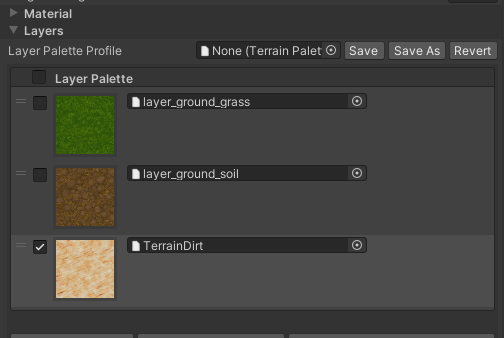 Material
Layers
Layer Palette Profile None (Terrain Palet Save Save As Revert
Layer Palette
layer_ground_grass
layer_ground_soil
TerrainDirt